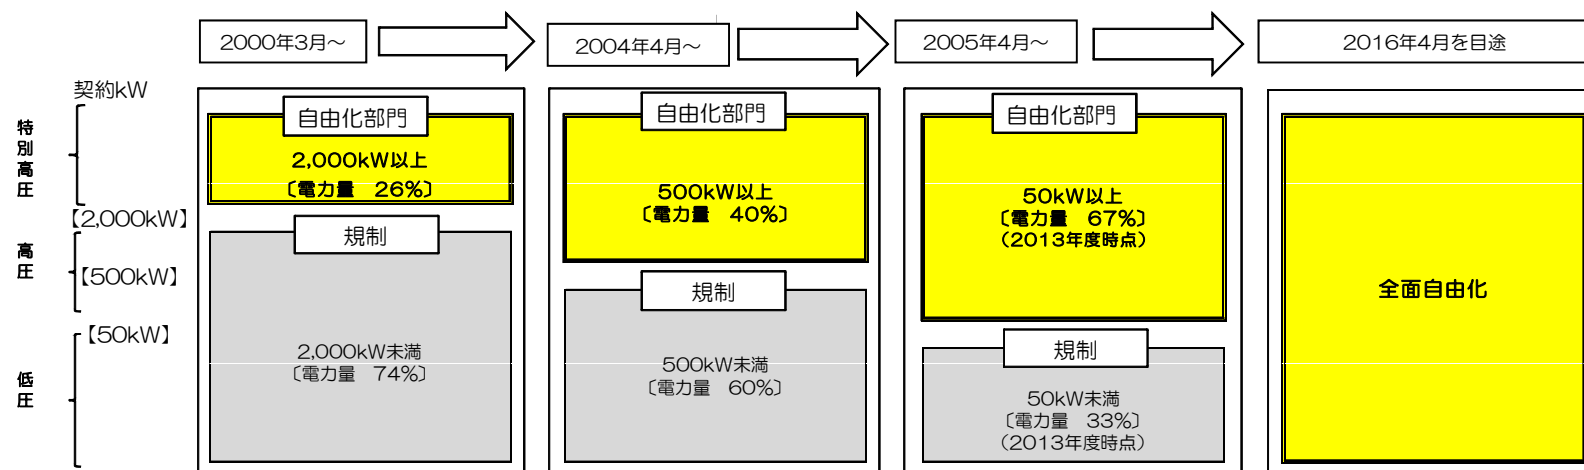 2000年3月～
2004年4月～
2005年4月～
2016年4月を目途
契約kW
特別高圧
【2,000kW】
高圧
【500kW】
【50kW】
低圧
自由化部門
2,000kW以上
〔電力量　26%〕
規制
2,000kW未満
〔電力量　74%〕
自由化部門
500kW以上
〔電力量　40%〕
規制
500kW未満
〔電力量　60%〕
自由化部門
50kW以上
〔電力量　67%〕
（2013年度時点）
規制
50kW未満
〔電力量　33%〕
（2013年度時点）
全面自由化